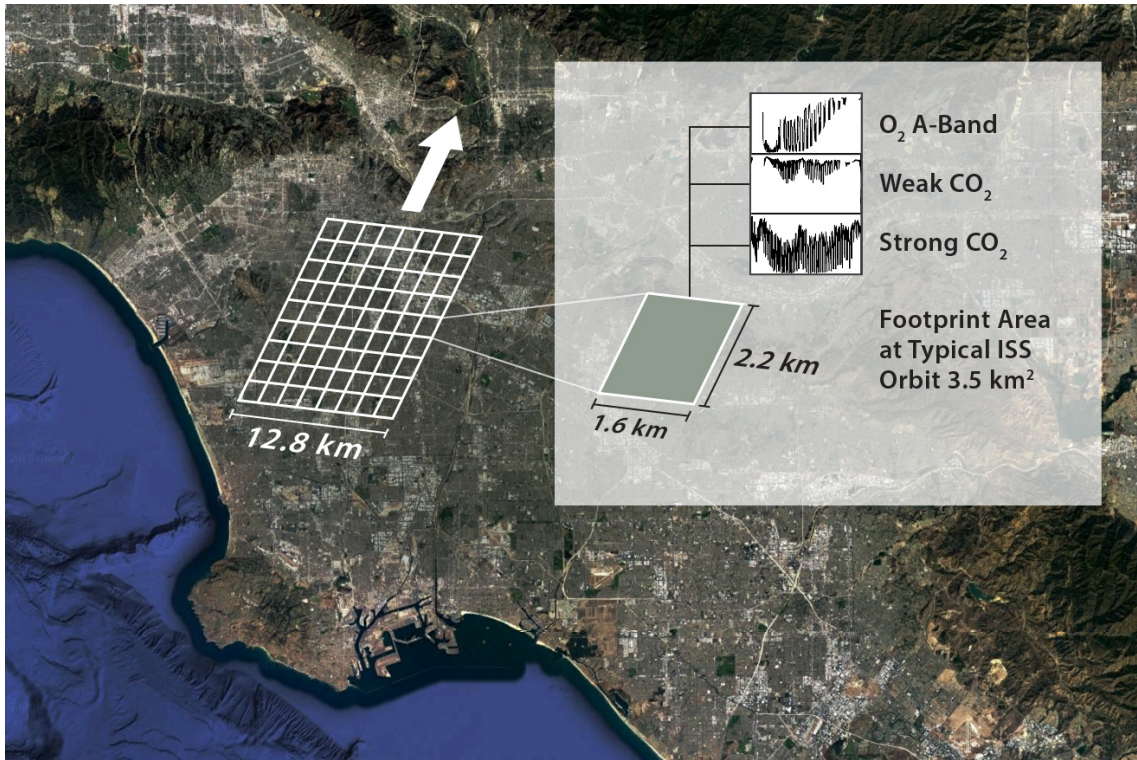 O₂ A-Band
Weak CO₂
Strong CO₂
Footprint Area
at Typical ISS
Orbit 3.5 km²
2.2 km
1.6 km
12.8 km